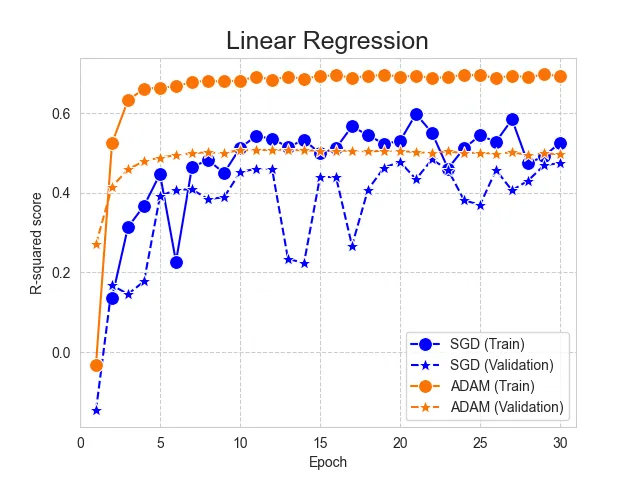 Linear Regression
R-squared score
0.6
0.4
0.2
0.0
0 5 10 15 20 25 30
Epoch
SGD (Train)
SGD (Validation)
ADAM (Train)
ADAM (Validation)